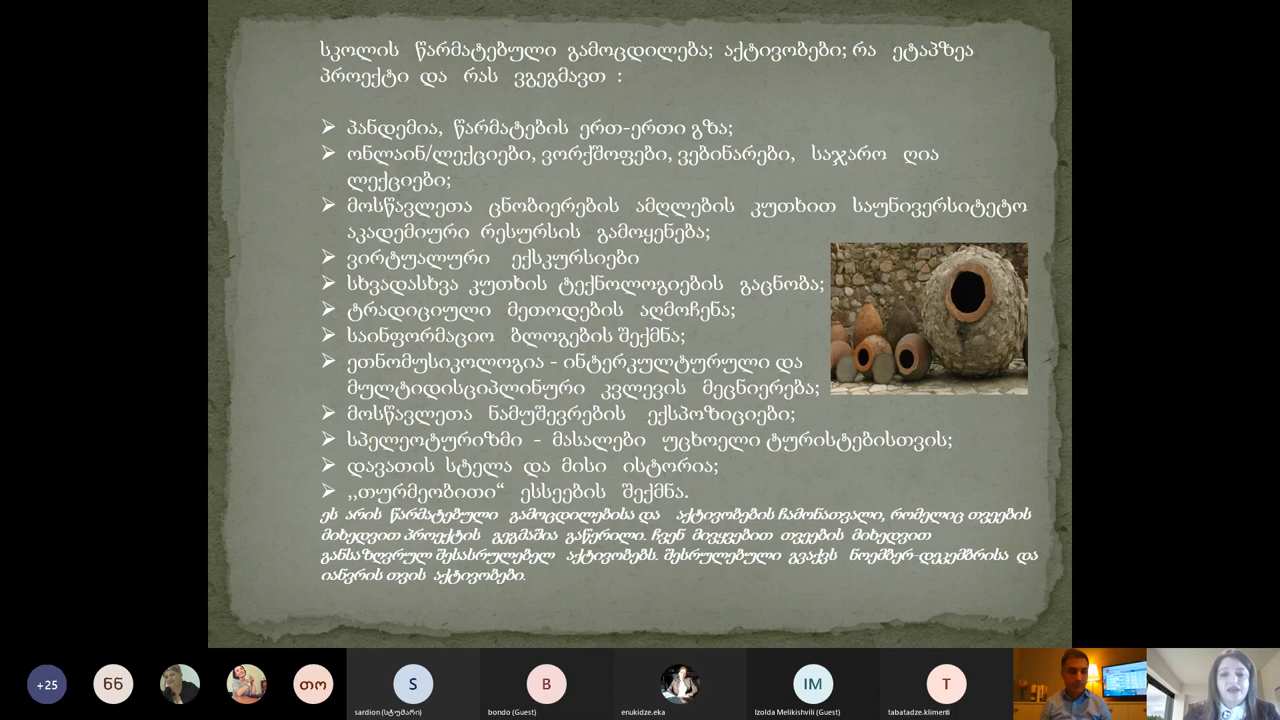 სკოლის წარმატებული გამოცდილება; აქტივობები; რა ეტაპზეა
პროექტი და რას ვგეგმავთ :
➢ პანდემია, წარმატების ერთ-ერთი გზა;
➢ ონლაინ/ლექციები, ვორქშოფები, ვებინარები, საჯარო ღია
ლექციები;
➢ მოსწავლეთა ცნობიერების ამღლების კუთხით საუნივერსიტეტო
აკადემიური რესურსის გამოყენება;
➢ ვირტუალური ექსკურსიები
➢ სხვადასხვა კუთხის ტექნოლოგიების გაცნობა;
➢ ტრადიციული მეთოდების აღმოჩენა;
➢ საინფორმაციო ბლოგების შექმნა;
➢ ეთნომუსიკოლოგია - ინტერკულტურული და
მულტიდისციპლინური კვლევის მეცნიერება;
➢ მოსწავლეთა ნამუშევრების ექსპოზიციები;
➢ სპელეოტურიზმი - მასალები უცხოელი ტურისტებისთვის;
➢ დავათის სტელა და მისი ისტორია;
➢ ,,თურმეობითი“ ესსეების შექმნა.
ეს არის წარმატებული გამოცდილებისა და აქტივობების ჩამონათვალი, რომელიც თვეების
მიხედვით პროექტის გეგმაშია გაწერილი. ჩვენ მივყვებით თვეების მიხედვით
განსაზღვრულ შესასრულებელ აქტივობებს. შესრულებული გვაქვს ნოემბერ-დეკემბრისა და
იანვრის თვის აქტივობები.
+25
ნნ
თო
S
B
IM
T
sardion (სტუმარი)
bondo (Guest)
enukidze.eka
Izolda Melikishvili (Guest)
tabatadze.klimenti